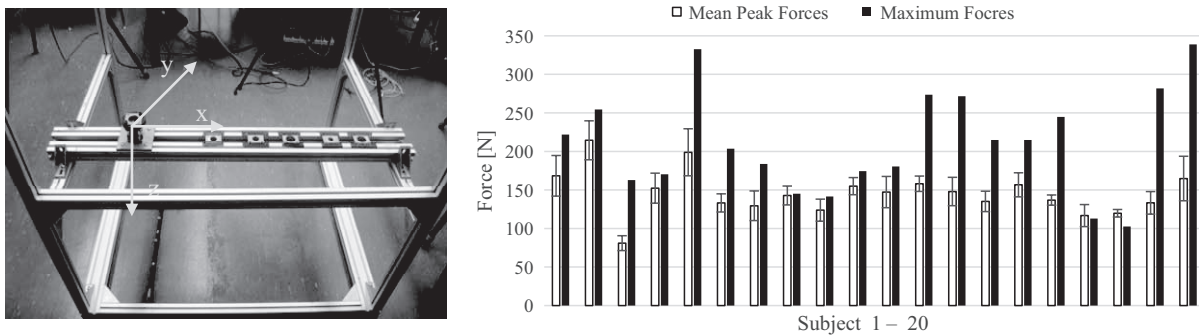 y
x
z
Mean Peak Forces
Maximum Focres
350
300
250
200
150
100
50
0
Force [N]
Subject 1 – 20